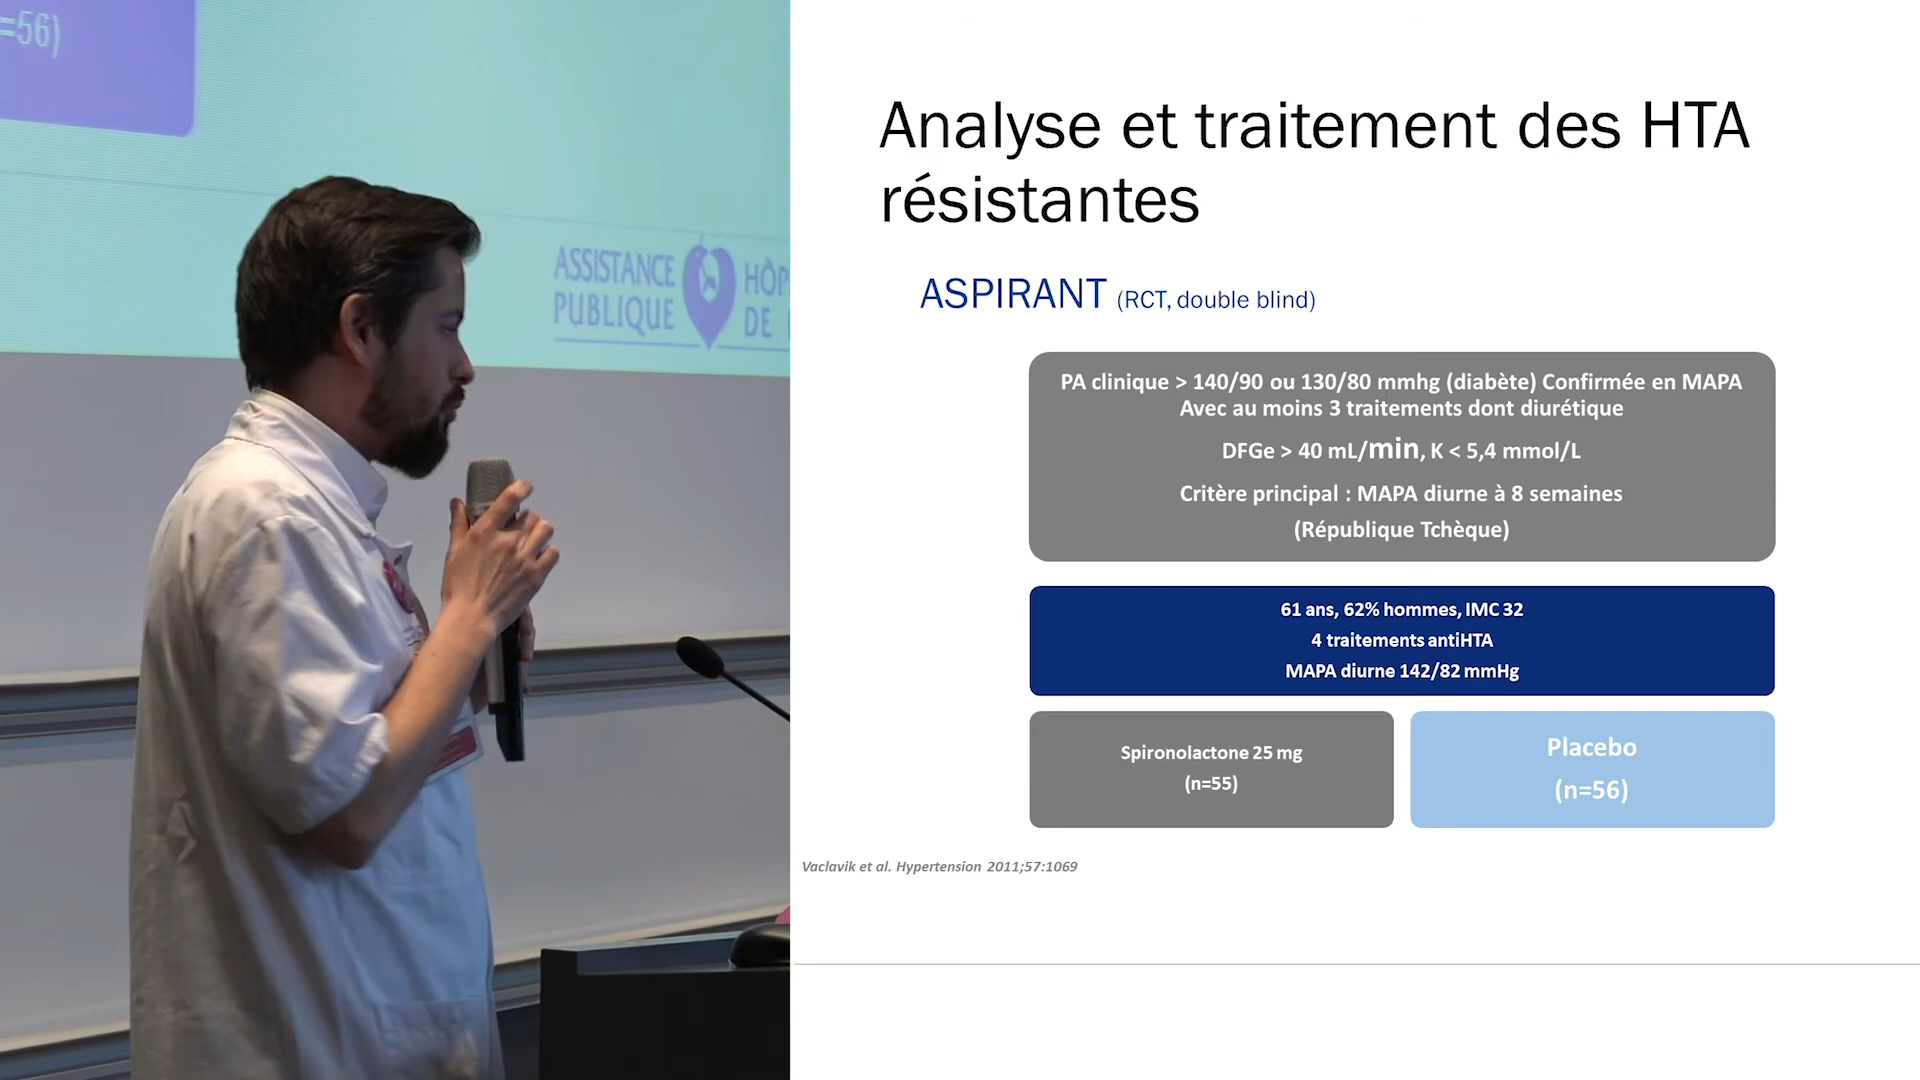 =56)
ASSISTANCE HÔP
PUBLIQUE DE
Analyse et traitement des HTA
résistantes
ASPIRANT (RCT, double blind)
PA clinique > 140/90 ou 130/80 mmhg (diabète) Confirmée en MAPA
Avec au moins 3 traitements dont diurétique
DFGe > 40 mL/min, K < 5,4 mmol/L
Critère principal : MAPA diurne à 8 semaines
(République Tchèque)
61 ans, 62% hommes, IMC 32
4 traitements antiHTA
MAPA diurne 142/82 mmHg
Spironolactone 25 mg
(n=55)
Placebo
(n=56)
Vaclavik et al. Hypertension 2011;57:1069